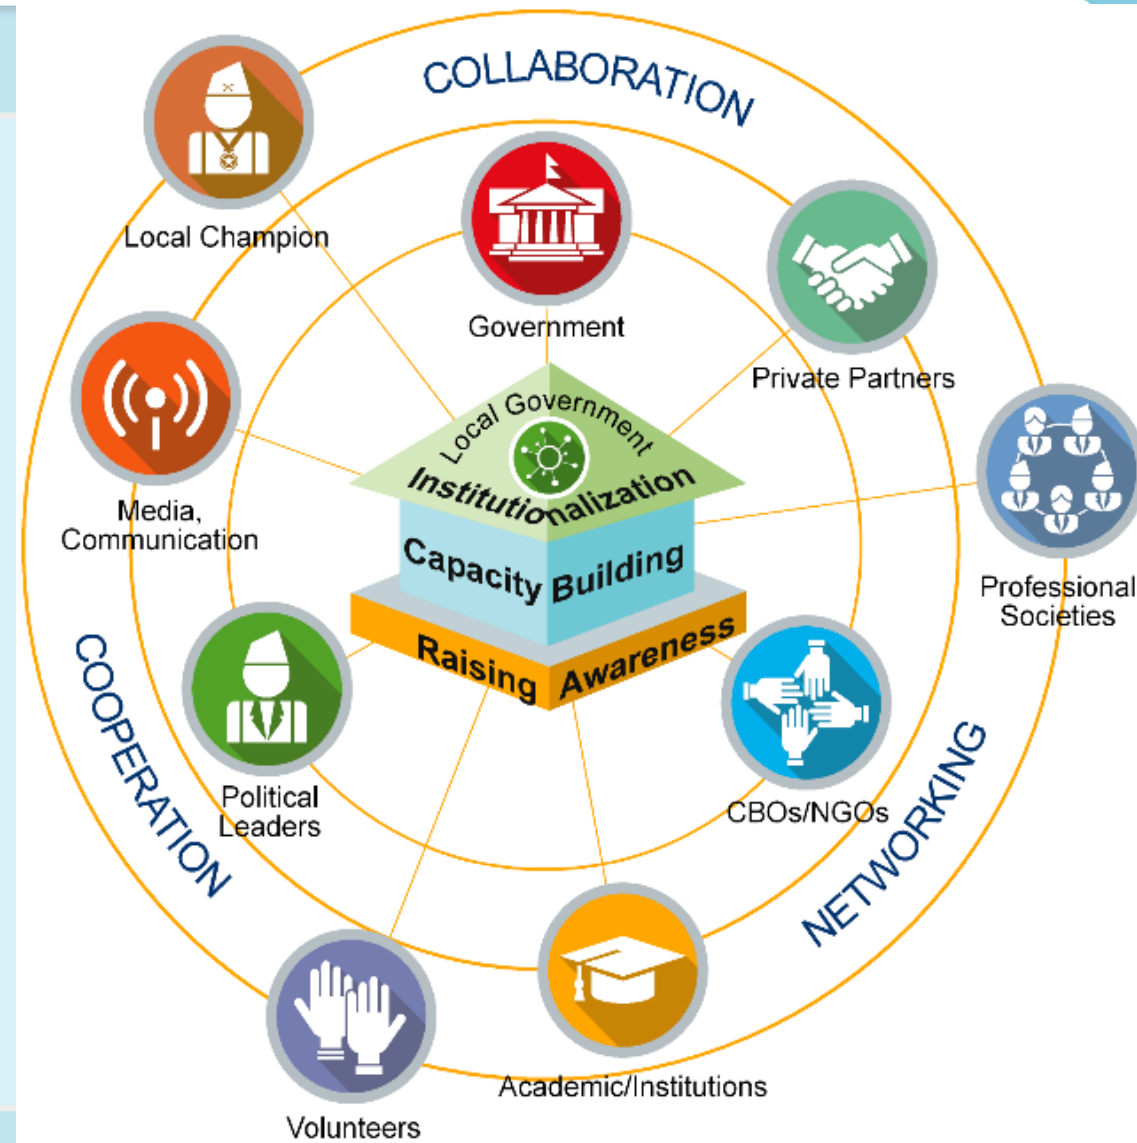 COLLABORATION
Local Champion
Government
Private Partners
Local Government
Institutionalization
Media,
Communication
Capacity Building
Professional
Societies
Raising Awareness
COOPERATION
Political
Leaders
CBOs/NGOs
NETWORKING
Academic/Institutions
Volunteers